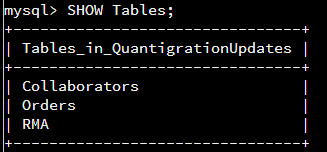 mysql> SHOW Tables;
+--------------------------------+
| Tables_in_QuantigrationUpdates |
+--------------------------------+
| Collaborators                  |
| Orders                         |
| RMA                            |
+--------------------------------+